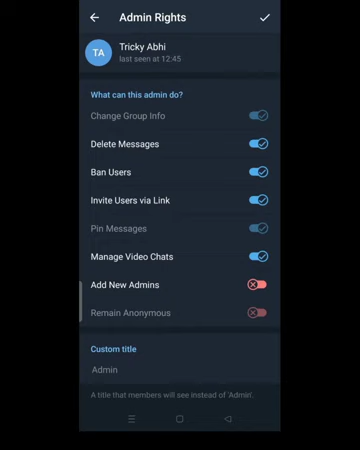 Admin Rights
TA
Tricky Abhi
last seen at 12:45
What can this admin do?
Change Group Info
Delete Messages
Ban Users
Invite Users via Link
Pin Messages
Manage Video Chats
Add New Admins
Remain Anonymous
Custom title
Admin
A title that members will see instead of 'Admin'.